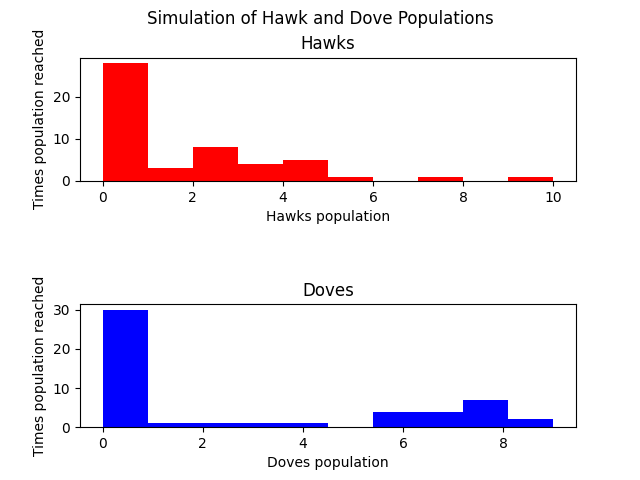 Simulation of Hawk and Dove Populations
Hawks
Times population reached
20
10
0
0 2 4 6 8 10
Hawks population
Doves
Times population reached
30
20
10
0
0 2 4 6 8
Doves population